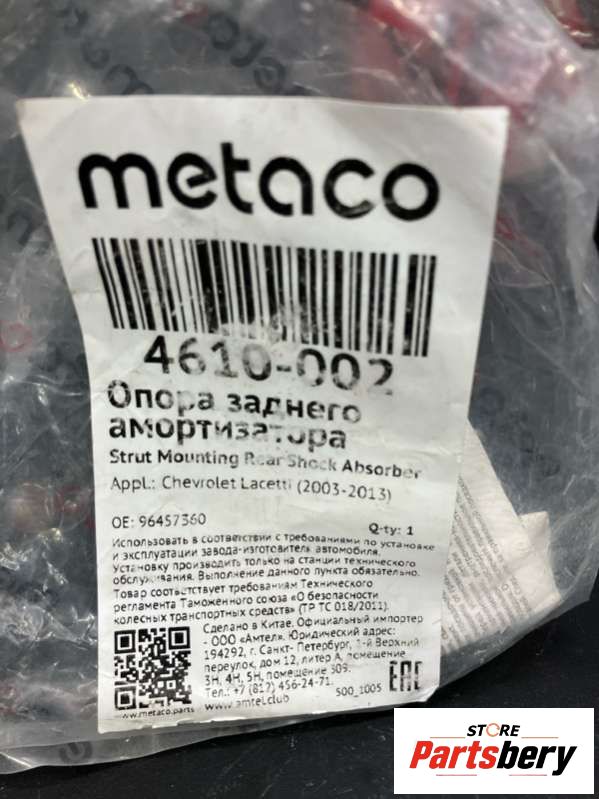 metaco
4610-002
Опора заднего
амортизатора
Strut Mounting Rear Shock Absorber
Appl.: Chevrolet Lacetti (2003-2013)
OE: 96457360
Q-ty: 1
Использовать в соответствии с требованиями по установке
и эксплуатации завода-изготовитель автомобиля.
Установку производить только на станции технического
обслуживания. Выполнение данного пункта обязательно.
Товар соответствует требованиям Технического
регламента Таможенного союза «О безопасности
колесных транспортных средств» (ТР ТС 018/2011).
Сделано в Китае. Официальный импортер
- ООО «Амтел». Юридический адрес:
194292, г. Санкт- Петербург, 1-й Верхний
переулок, дом 12, литер А, помещение
3Н, 4Н, 5Н, помещение 309.
Тел.: +7 (812) 456-24-71.
www.amtel.club
500_1005
EAC
www.metaco.parts
STORE
Partsbery